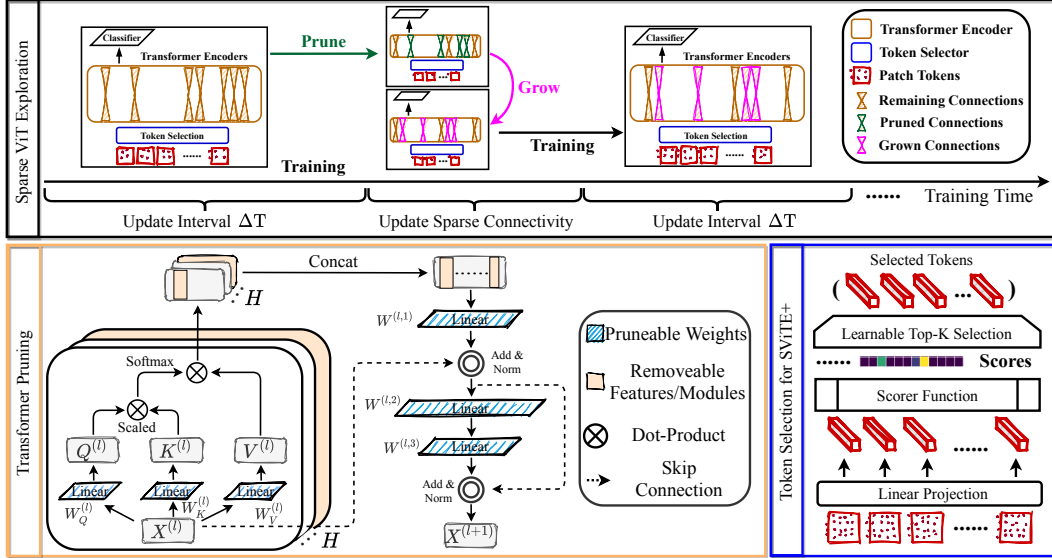 Sparse ViT Exploration
Classifier
Transformer Encoders
Token Selection
......
Prune
...
Grow
...
Training
Training
Classifier
Transformer Encoders
Token Selection
......
Transformer Encoder
Token Selector
Patch Tokens
Remaining Connections
Pruned Connections
Grown Connections
...... Training Time
Update Interval ΔT
Update Sparse Connectivity
Update Interval ΔT
Transformer Pruning
Concat
H
......
W^(l,1)
Linear
Add &
Norm
W^(l,2)
Linear
W^(l,3)
Linear
Add &
Norm
X^(l+1)
Softmax
Scaled
Q^(l)
K^(l)
V^(l)
Linear
Linear
Linear
W_Q^(l)
W_K^(l)
W_V^(l)
X^(l)
H
Pruneable Weights
Removeable
Features/Modules
Dot-Product
Skip
Connection
Token Selection for SViTE+
Selected Tokens
( ... )
Learnable Top-K Selection
...... Scores
Scorer Function
......
Linear Projection
......